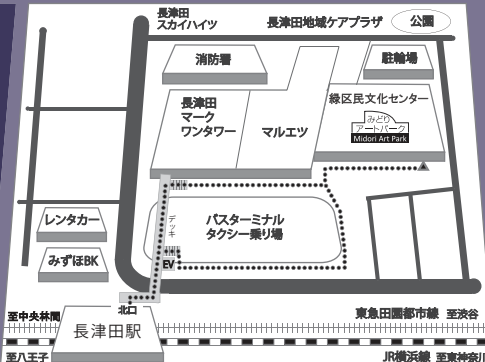 長津田
スカイハイツ
長津田地域ケアプラザ
公園
消防署
駐輪場
長津田
マーク
ワンタワー
マルエツ
緑区民文化センター
みどり
アートパーク
Midori Art Park
レンタカー
デッキ
バスターミナル
タクシー乗り場
みずほBK
EV
北口
至中央林間
長津田駅
東急田園都市線 至渋谷
至八王子
JR横浜線 至東神奈川